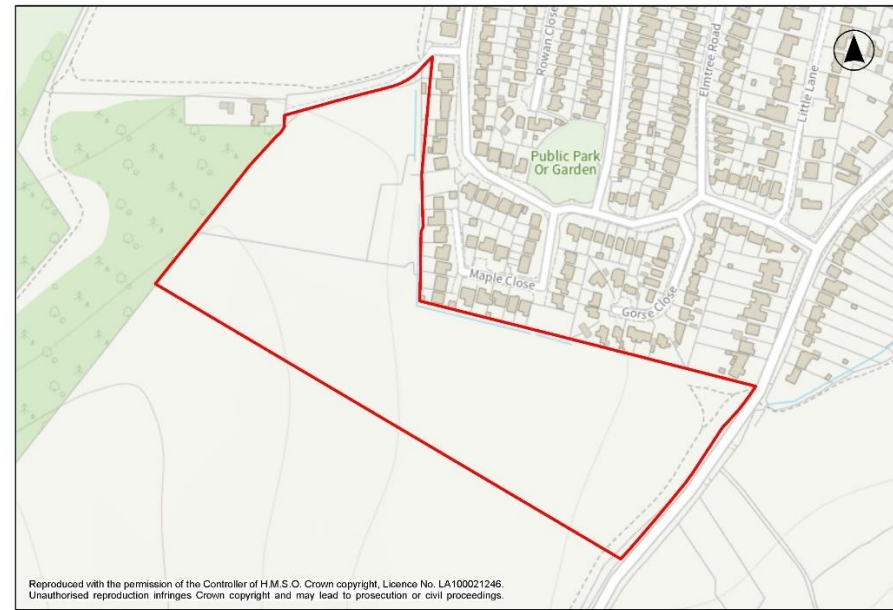 Rowan Close
Elmtree Road
Little Lane
Public Park
Or Garden
Maple Close
Gorse Close
Reproduced with the permission of the Controller of H.M.S.O. Crown copyright, Licence No. LA100021246.
Unauthorised reproduction infringes Crown copyright and may lead to prosecution or civil proceedings.